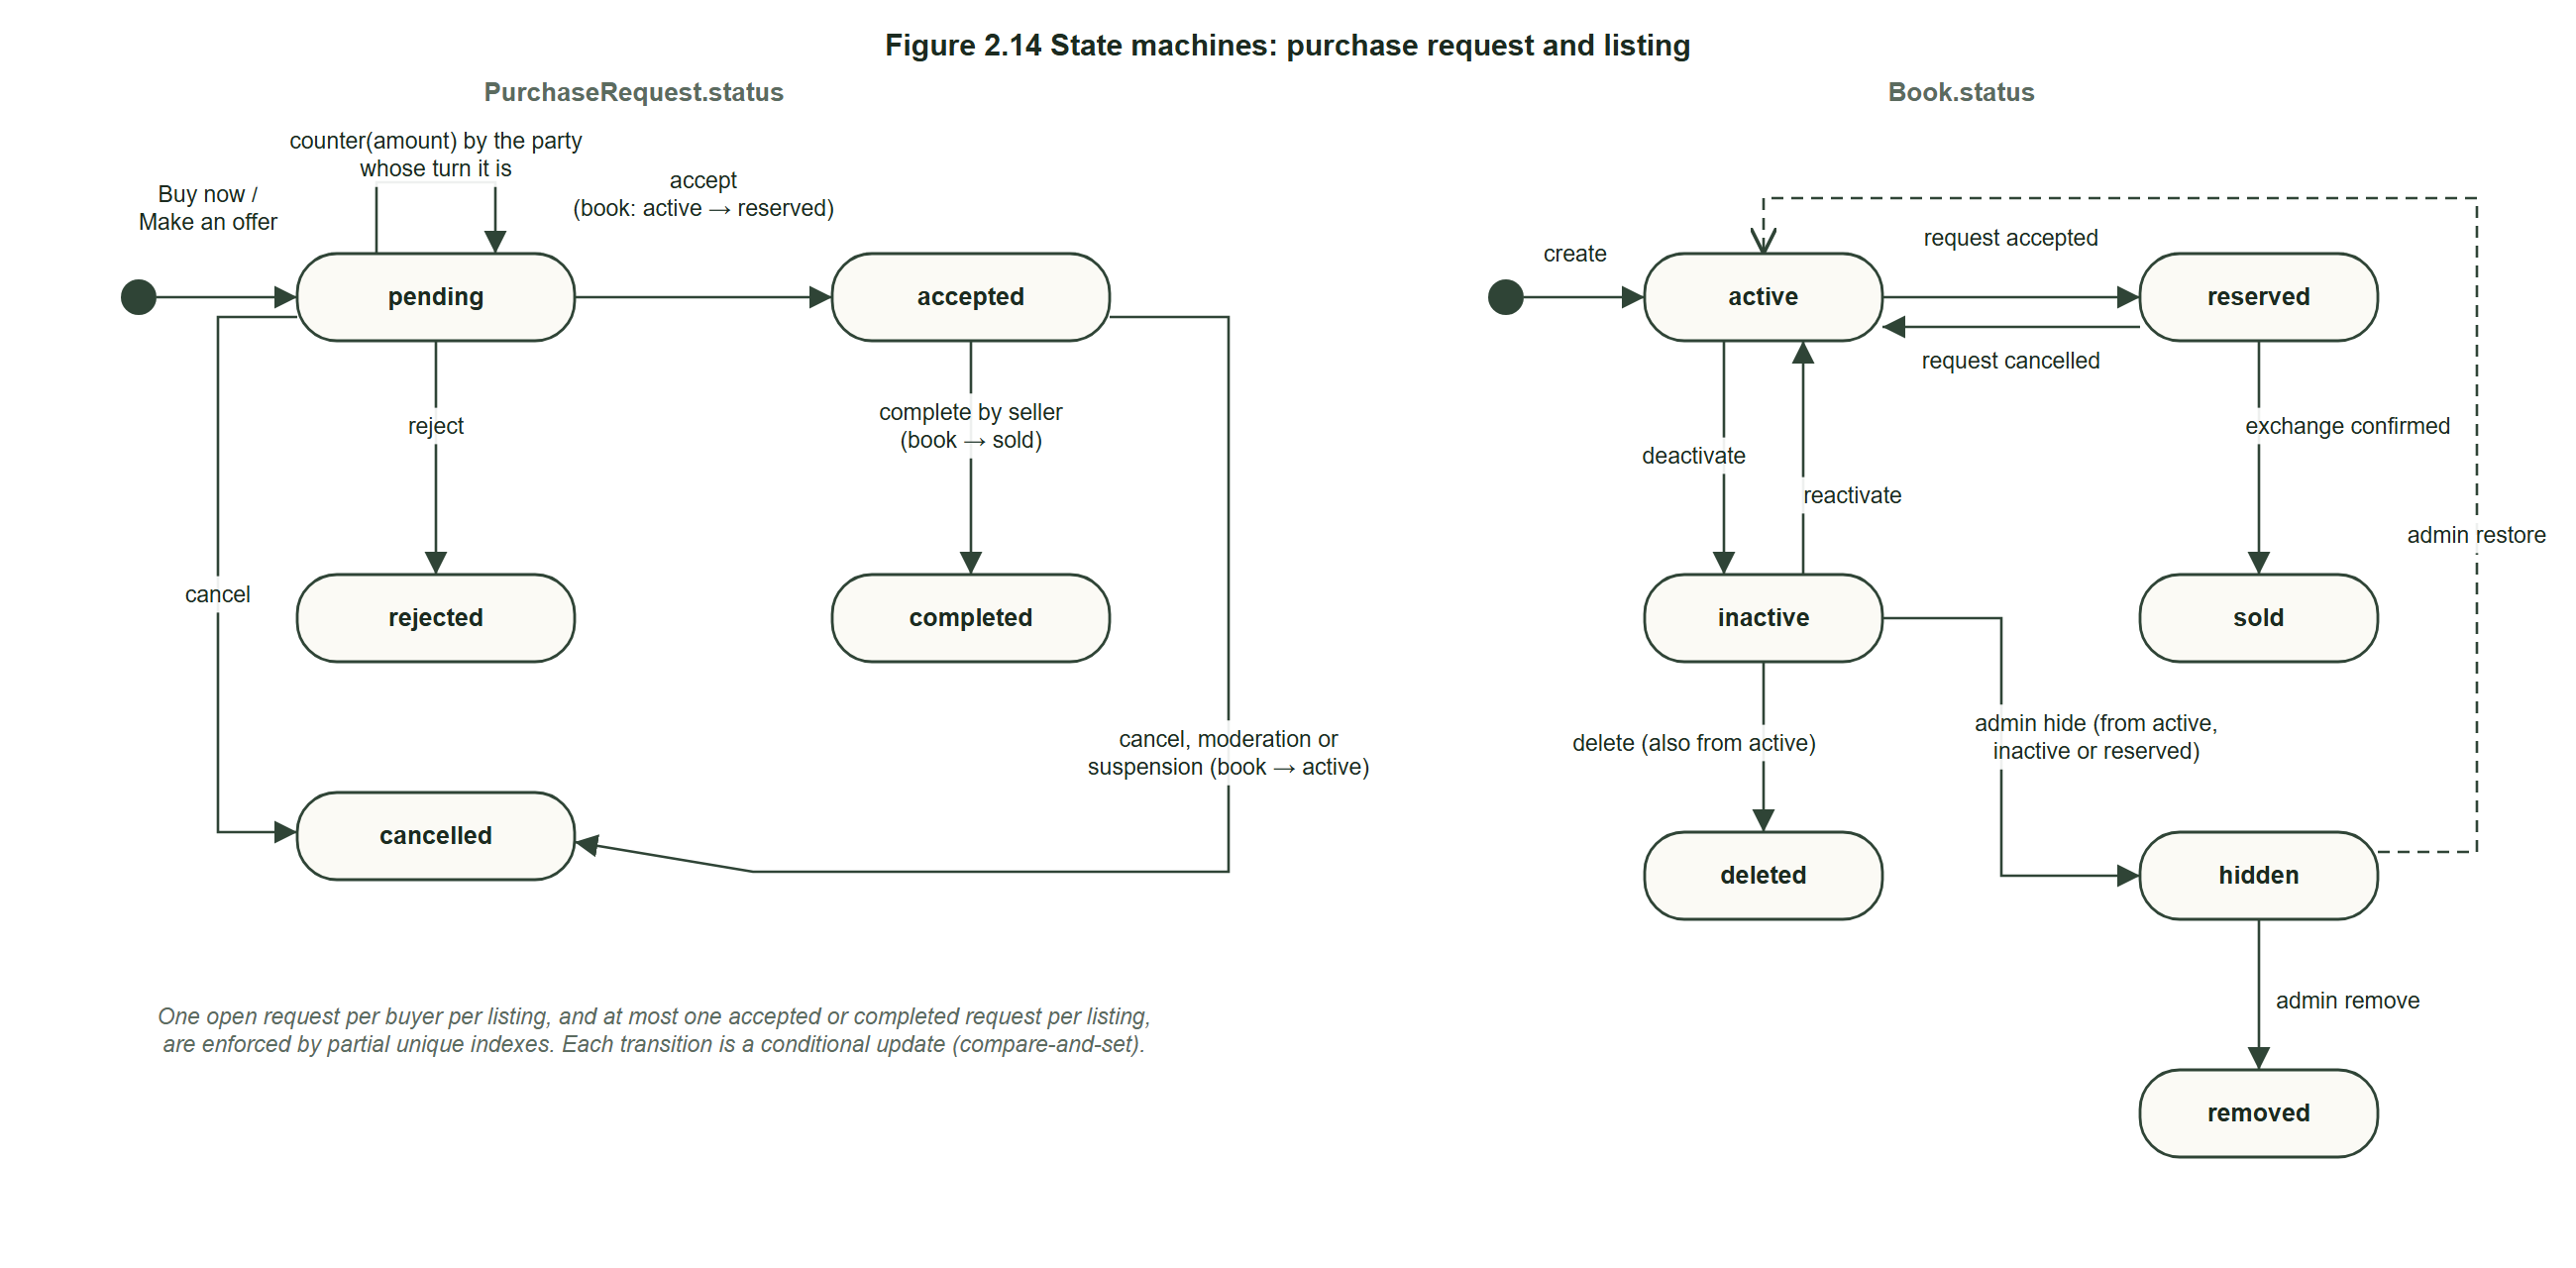 Figure 2.14 State machines: purchase request and listing
PurchaseRequest.status
counter(amount) by the party
whose turn it is
Buy now /
Make an offer
accept
(book: active → reserved)
pending
accepted
reject
complete by seller
(book → sold)
cancel
rejected
completed
cancel, moderation or
suspension (book → active)
cancelled
One open request per buyer per listing, and at most one accepted or completed request per listing,
are enforced by partial unique indexes. Each transition is a conditional update (compare-and-set).
Book.status
create
request accepted
active
reserved
request cancelled
exchange confirmed
deactivate
reactivate
admin restore
inactive
sold
delete (also from active)
admin hide (from active,
inactive or reserved)
deleted
hidden
admin remove
removed